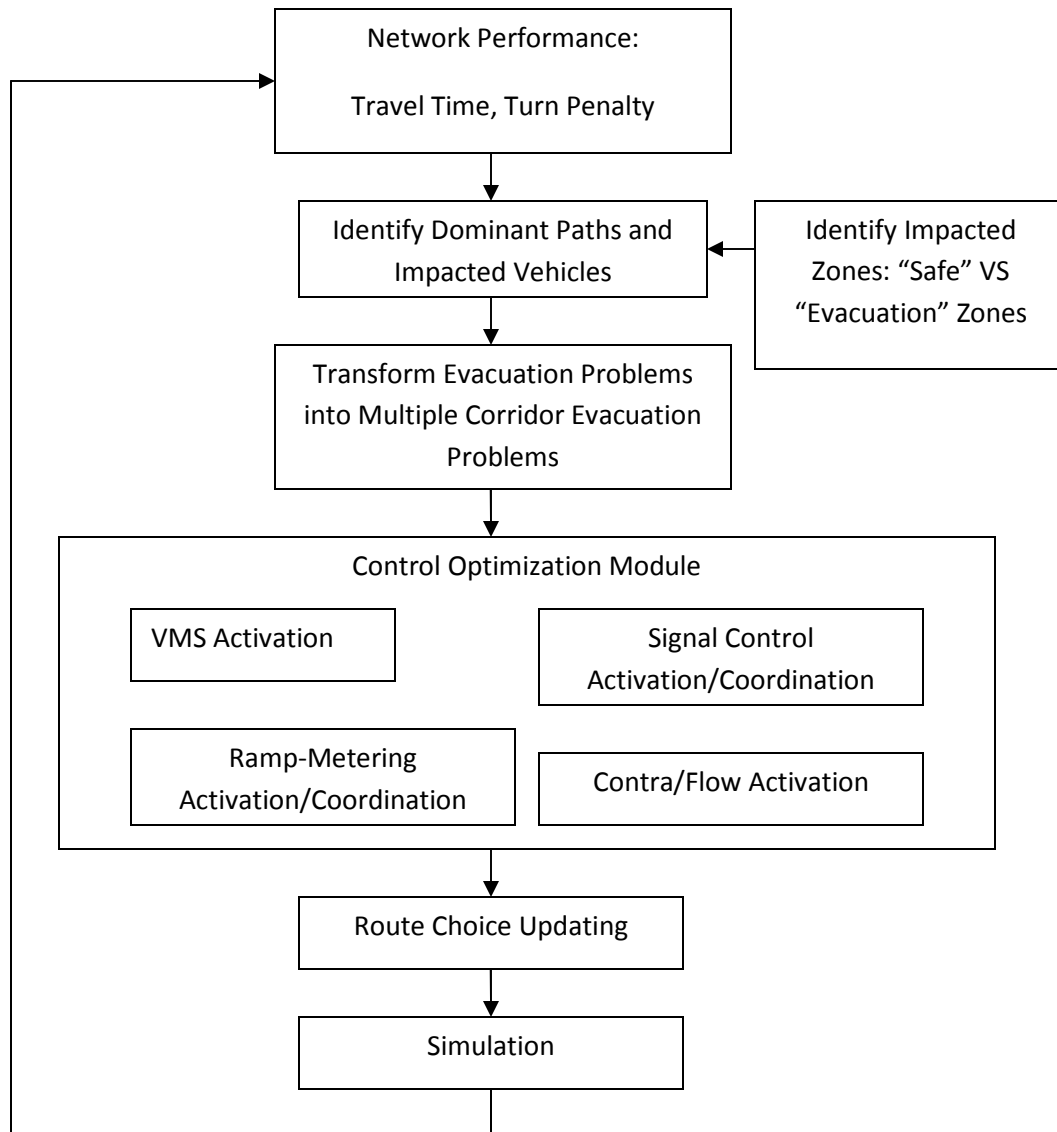 Network Performance:
Travel Time, Turn Penalty
Identify Dominant Paths and
Impacted Vehicles
Identify Impacted
Zones: “Safe” VS
“Evacuation” Zones
Transform Evacuation Problems
into Multiple Corridor Evacuation
Problems
Control Optimization Module
VMS Activation
Signal Control
Activation/Coordination
Ramp-Metering
Activation/Coordination
Contra/Flow Activation
Route Choice Updating
Simulation